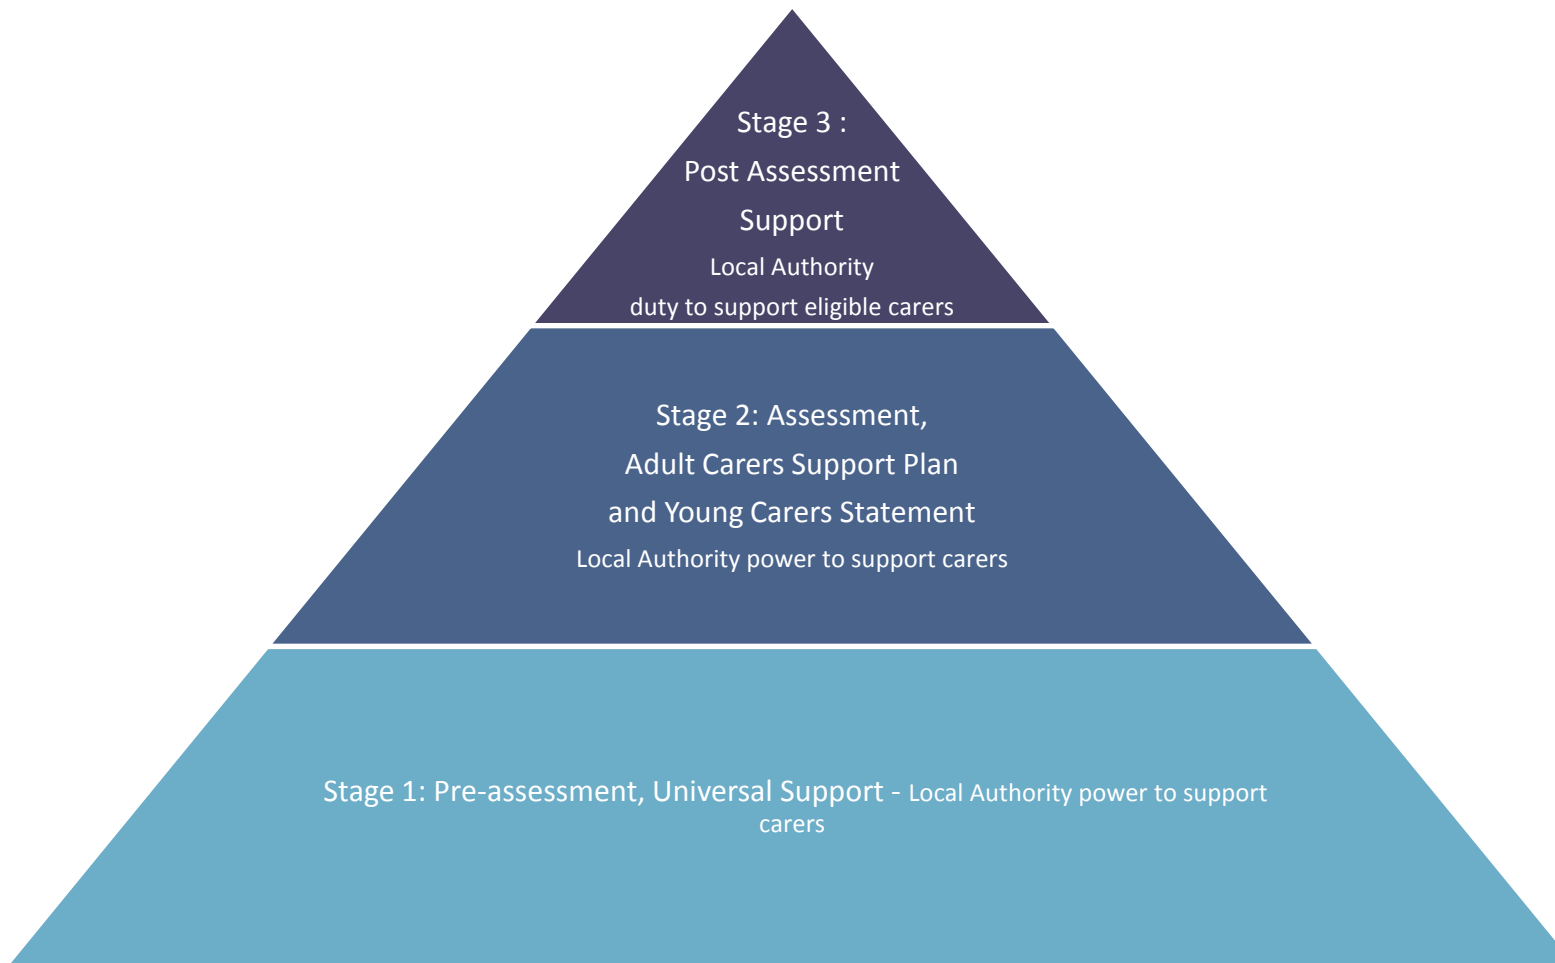 Stage 3 :
Post Assessment
Support
Local Authority
duty to support eligible carers
Stage 2: Assessment,
Adult Carers Support Plan
and Young Carers Statement
Local Authority power to support carers
Stage 1: Pre-assessment, Universal Support - Local Authority power to support
carers